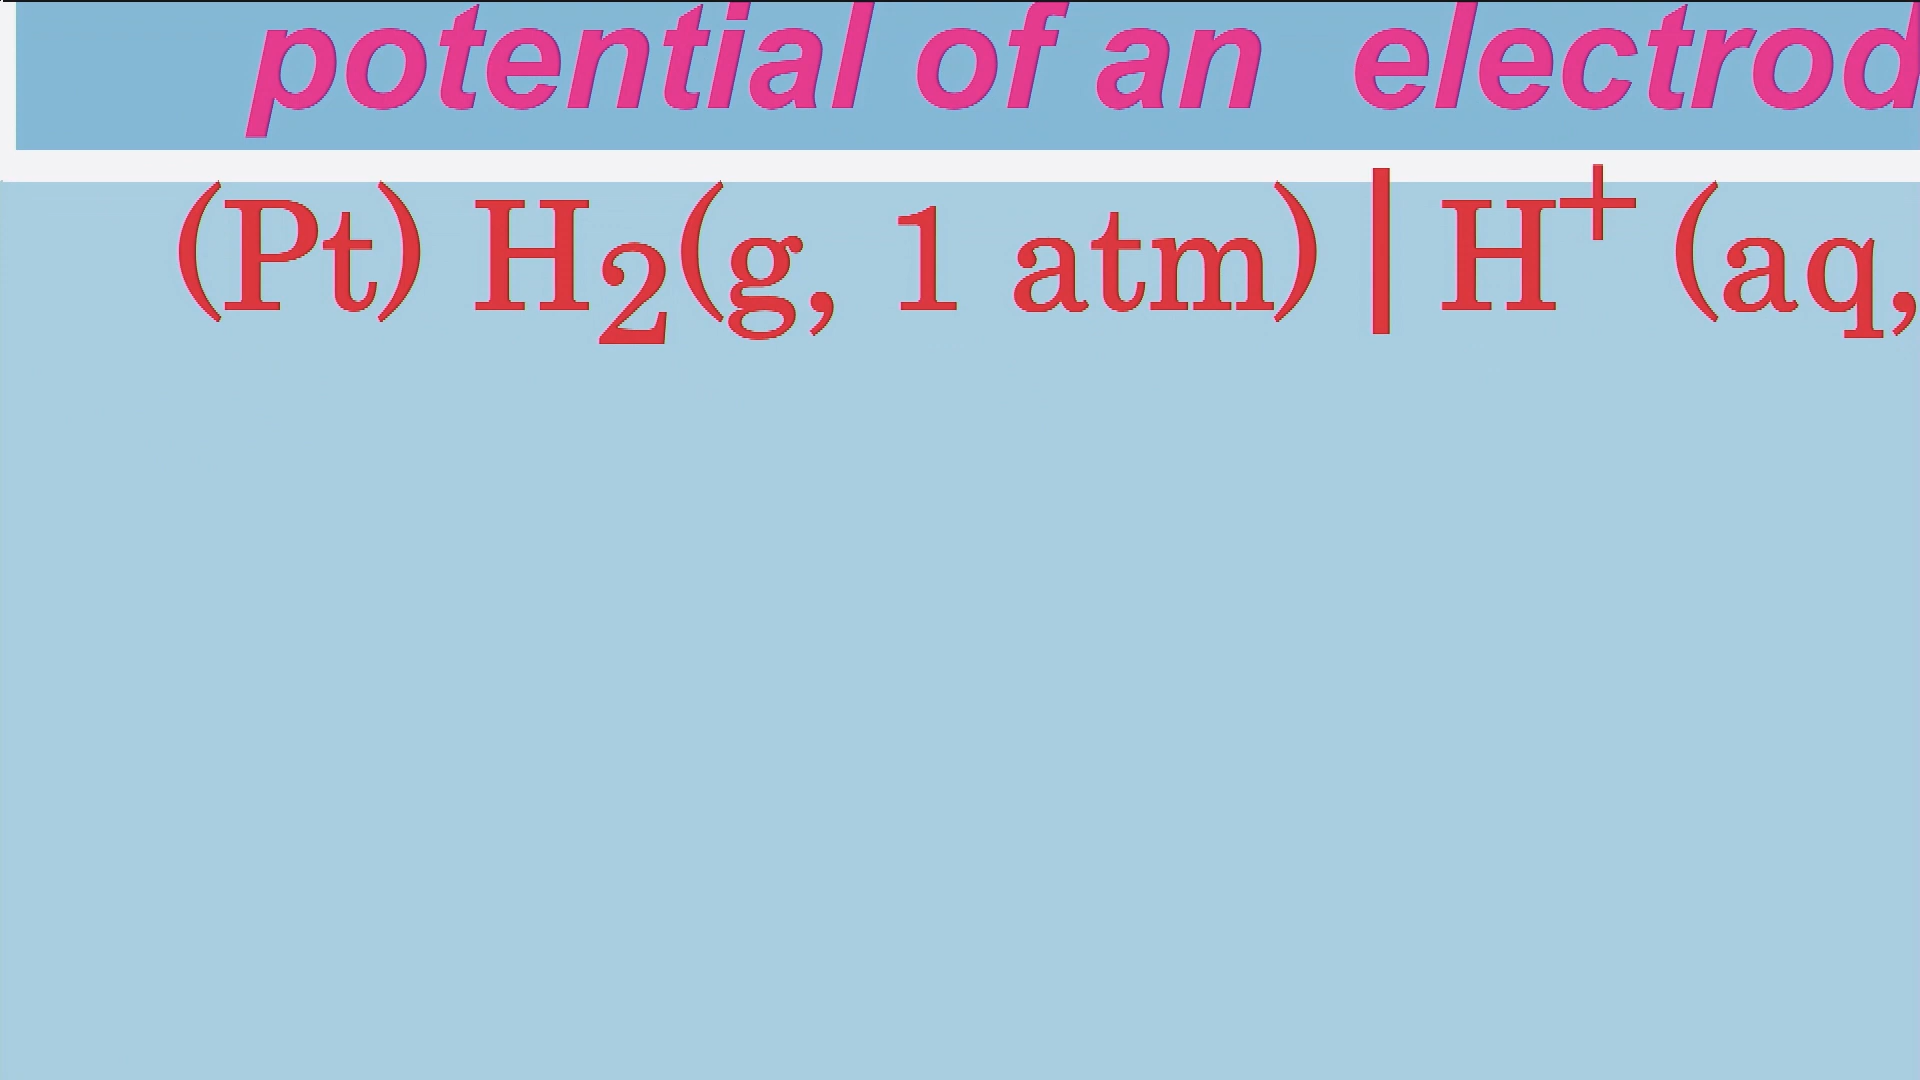 potential of an electrod
(Pt) H₂(g, 1 atm) | H⁺ (aq,